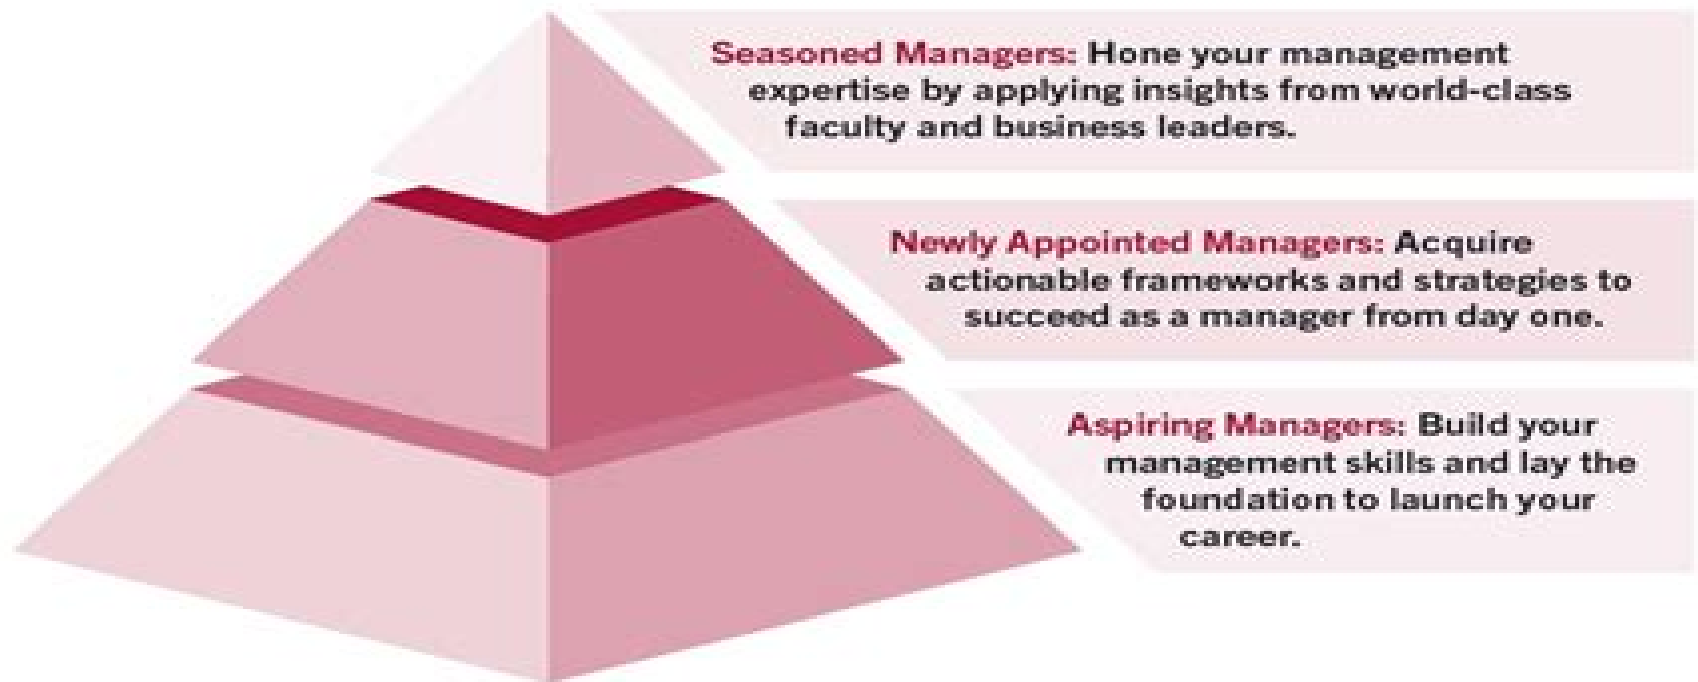 Seasoned Managers: Hone your management
expertise by applying insights from world-class
faculty and business leaders.
Newly Appointed Managers: Acquire
actionable frameworks and strategies to
succeed as a manager from day one.
Aspiring Managers: Build your
management skills and lay the
foundation to launch your
career.